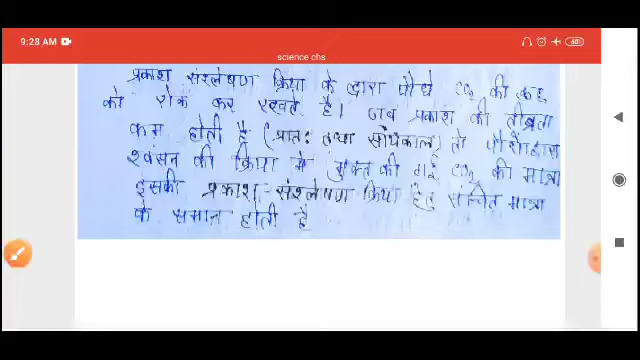 9:28 AM
60
science chs
प्रकाश संश्लेषण क्रिया के द्वारा पौधे CO₂ की
को रोक कर रखते है। जब प्रकाश की तीव्रता
कम होती है (प्रातः तथा सांयकाल) तो पौधों द्वारा
श्वसन की क्रिया मे मुक्त की गई CO₂ की मात्रा
इसकी प्रकाश-संश्लेषण क्रिया हेतु संचित मात्रा
के समान होती है